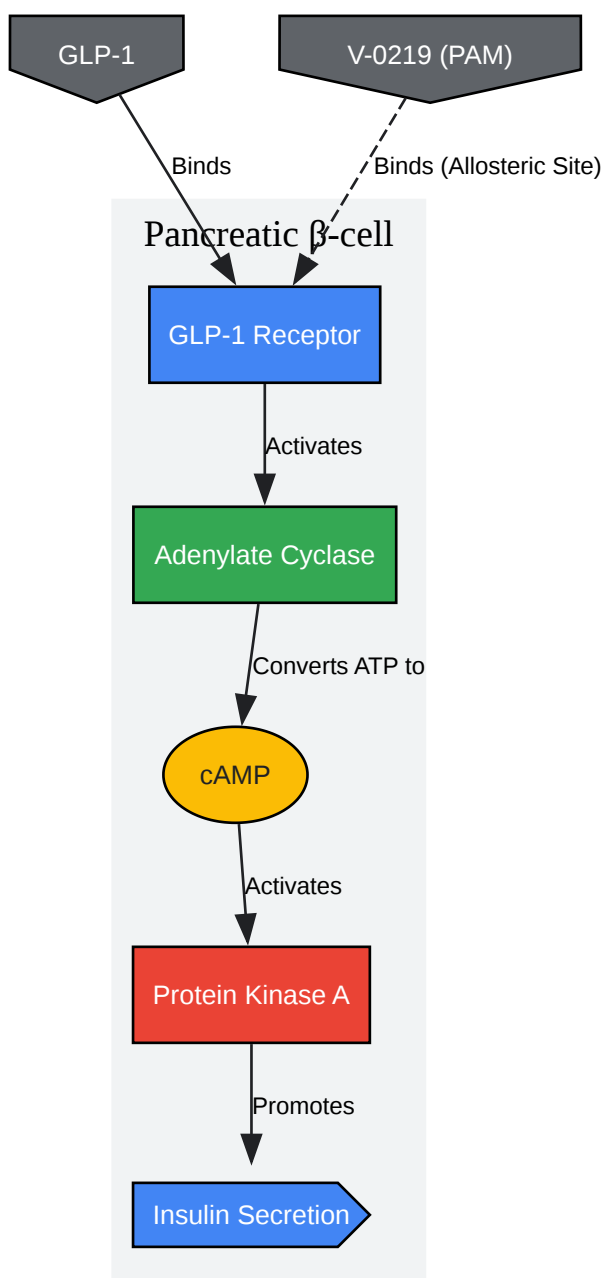 GLP-1
V-0219 (PAM)
Binds
Binds (Allosteric Site)
Pancreatic β-cell
GLP-1 Receptor
Activates
Adenylate Cyclase
Converts ATP to
cAMP
Activates
Protein Kinase A
Promotes
Insulin Secretion